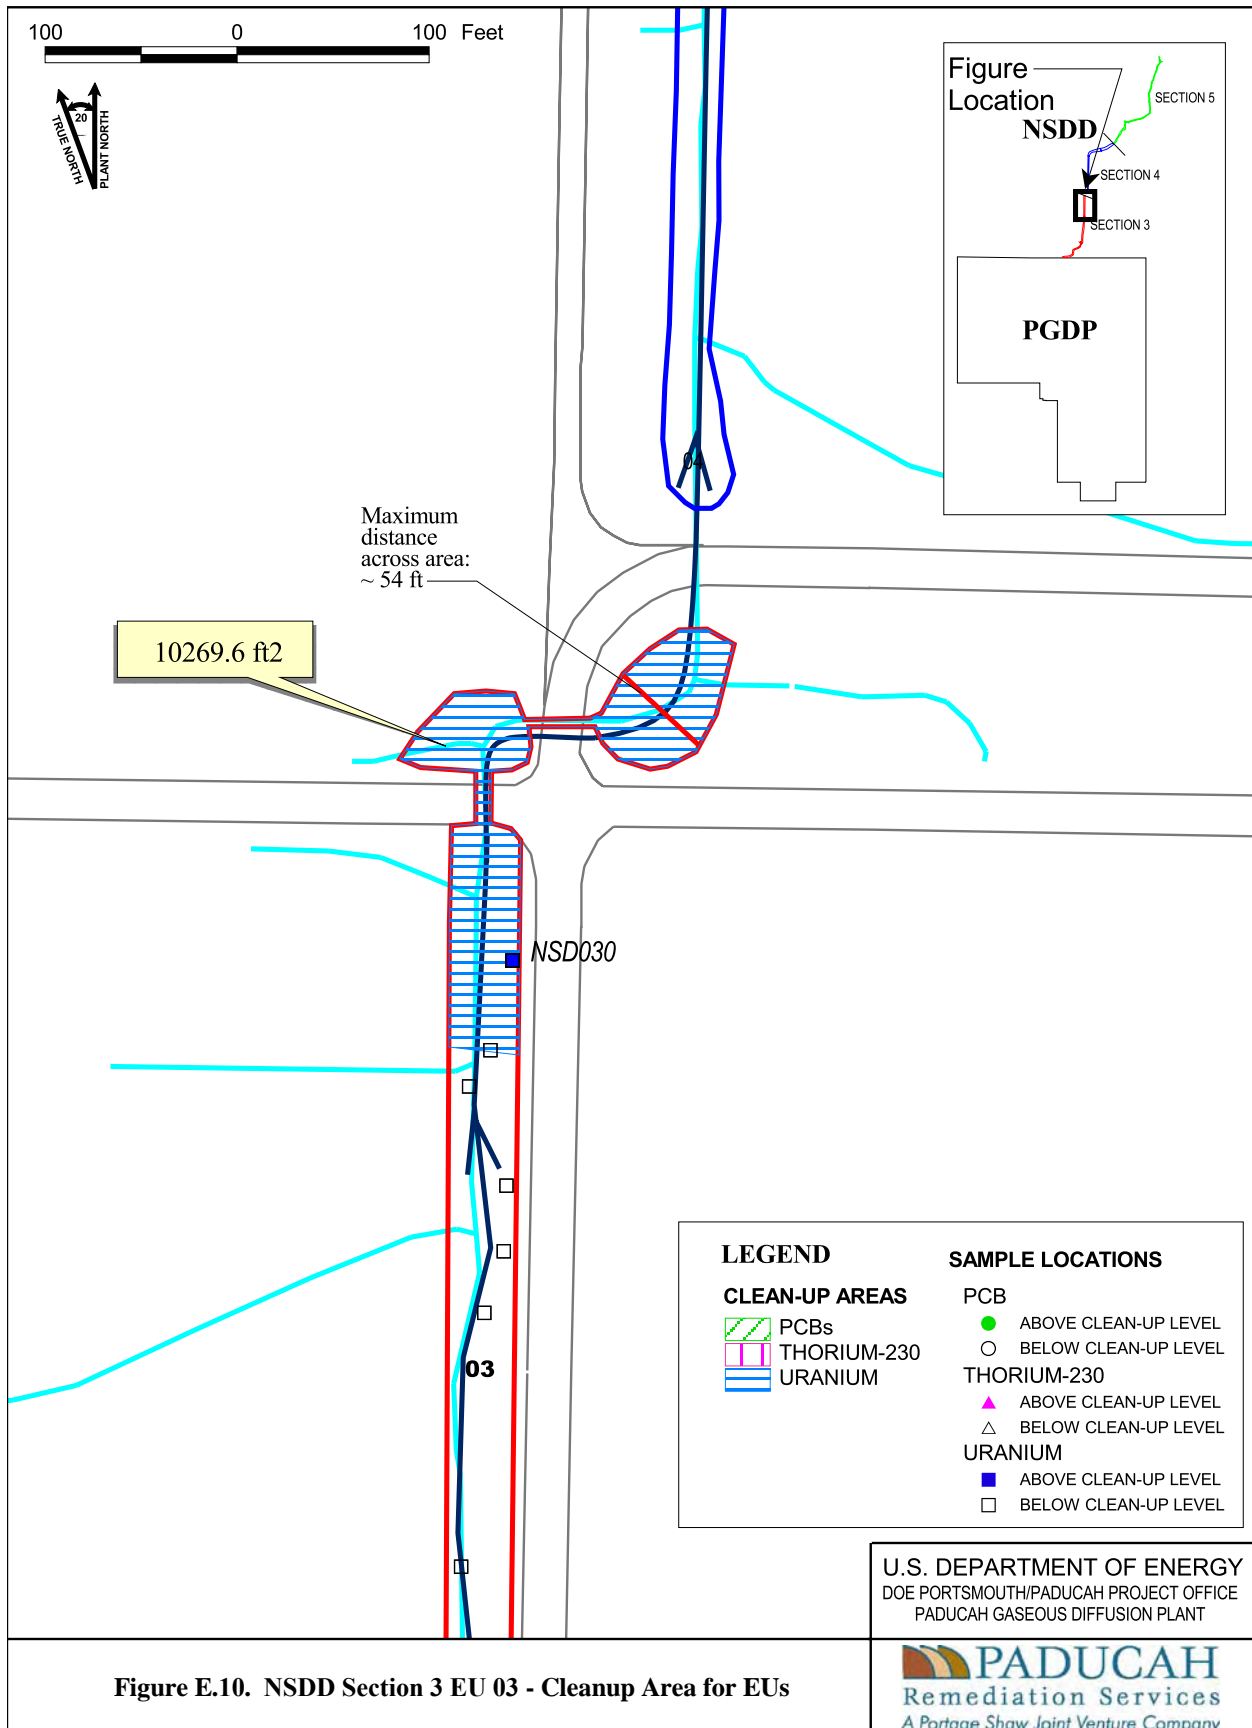 100 0 100 Feet
20
TRUE NORTH
PLANT NORTH
Figure
Location
NSDD
SECTION 5
SECTION 4
SECTION 3
PGDP
04
Maximum
distance
across area:
~ 54 ft
10269.6 ft2
NSD030
03
LEGEND
CLEAN-UP AREAS
PCBs
THORIUM-230
URANIUM
SAMPLE LOCATIONS
PCB
ABOVE CLEAN-UP LEVEL
BELOW CLEAN-UP LEVEL
THORIUM-230
ABOVE CLEAN-UP LEVEL
BELOW CLEAN-UP LEVEL
URANIUM
ABOVE CLEAN-UP LEVEL
BELOW CLEAN-UP LEVEL
U.S. DEPARTMENT OF ENERGY
DOE PORTSMOUTH/PADUCAH PROJECT OFFICE
PADUCAH GASEOUS DIFFUSION PLANT
Figure E.10. NSDD Section 3 EU 03 - Cleanup Area for EUs
PADUCAH
Remediation Services
A Portage Shaw Joint Venture Company